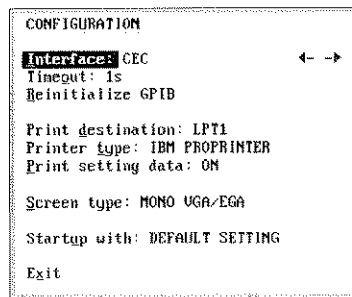 CONFIGURATION
Interface: CEC
Timeout: 1s
Reinitialize GPIB
Print destination: LPT1
Printer type: IBM PROPRINTER
Print setting data: ON
Screen type: MONO VGA/EGA
Startup with: DEFAULT SETTING
Exit